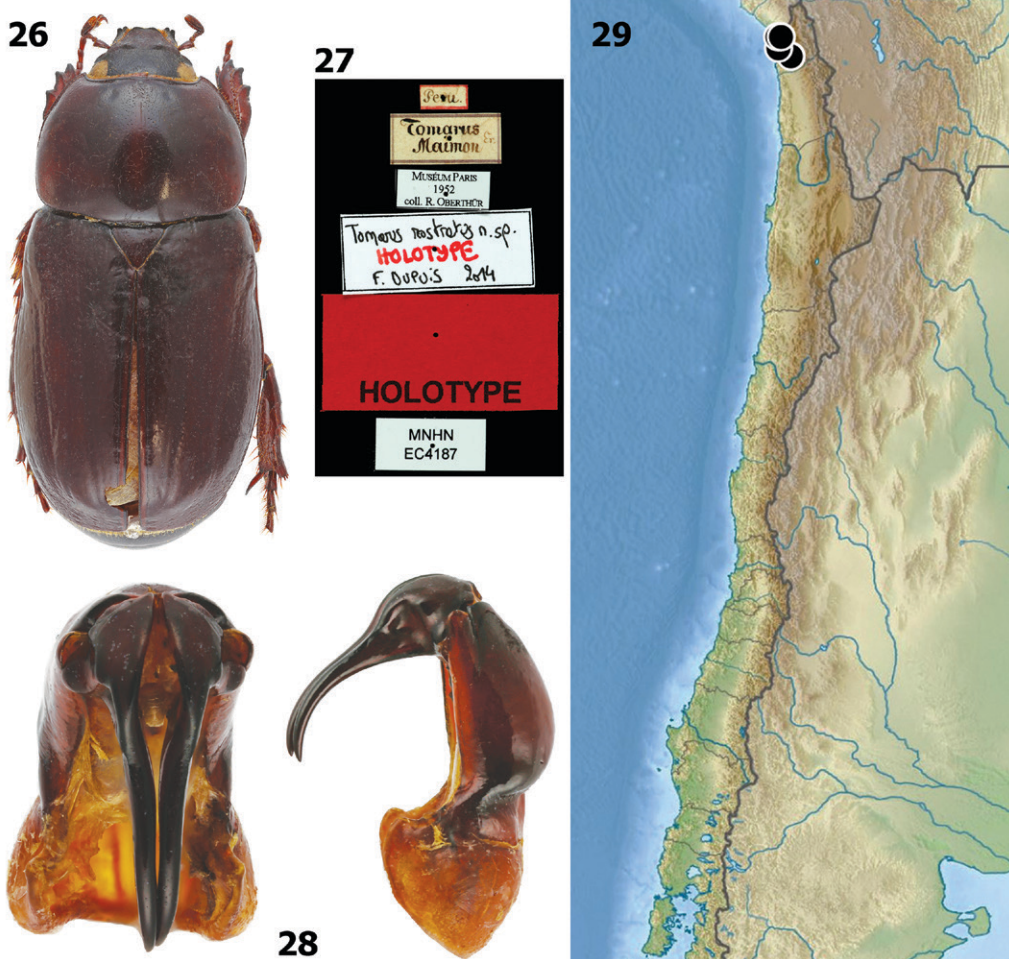 26
27
Peru.
Tomarus
Maimon Er.
MUSÉUM PARIS
1952
coll. R. OBERTHÜR
Tomarus rostratus n.sp.
HOLOTYPE
F. DUPUIS 2014
HOLOTYPE
MNHN
EC4187
28
29